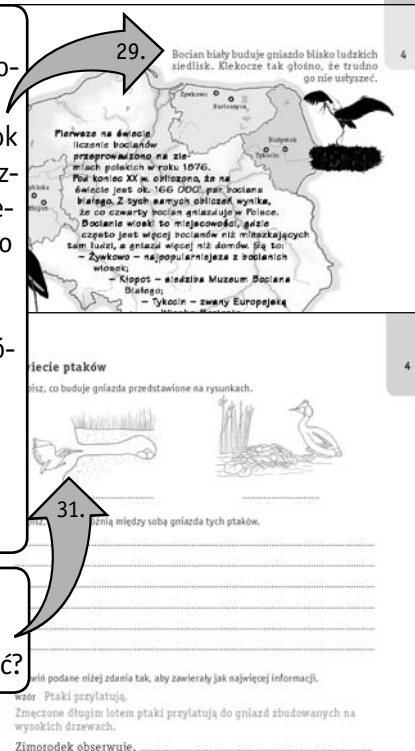 o-
29.
Bocian biały buduje gniazdo blisko ludzkich
siedlisk. Klekocze tak głośno, że trudno
go nie usłyszeć.
4
Żywkowo
Bartoszyce
ok
Białystok
Tykocin
z-
e-
o
Pierwsze na świecie
liczenie bocianów
przeprowadzono na zie-
miach polskich w roku 1976.
Pod koniec XX w. obliczono, że na
świecie jest ok. 166 000 par bociana
białego. Z tych samych obliczeń wynika,
że co czwarty bocian gniazduje w Polsce.
Bocianie wioski to miejscowości, gdzie
często jest więcej bocianów niż mieszkających
tam ludzi, a gniazd więcej niż domów. Są to:
– Żywkowo – najpopularniejsza z bocianich
wiosek;
– Kłopot – siedziba Muzeum Bociana
Białego;
– Tykocin – zwany Europejską
ó-
wiecie ptaków
4
pisz, co buduje gniazda przedstawione na rysunkach.
31.
różnią między sobą gniazda tych ptaków.
ć?
wiń podane niżej zdania tak, aby zawierały jak najwięcej informacji.
wzór Ptaki przylatują.
Zmęczone długim lotem ptaki przylatują do gniazd zbudowanych na
wysokich drzewach.
Zimorodek obserwuje.